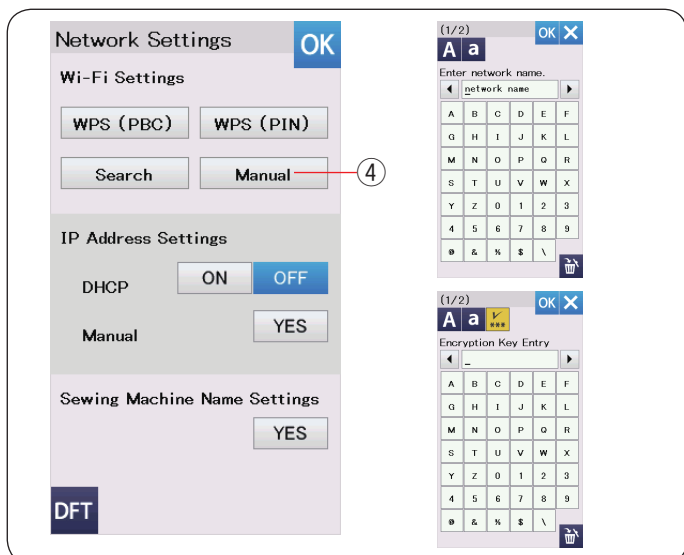 Network Settings
OK
Wi-Fi Settings
WPS (PBC) WPS (PIN)
Search Manual
④
IP Address Settings
DHCP ON OFF
Manual YES
Sewing Machine Name Settings
YES
DFT
(1/2) OK X
A a
Enter network name.
network name
A B C D E F
G H I J K L
M N O P Q R
S T U V W X
Y Z 0 1 2 3
4 5 6 7 8 9
@ & % $ \
(1/2) OK X
A a ***
Encryption Key Entry
_
A B C D E F
G H I J K L
M N O P Q R
S T U V W X
Y Z 0 1 2 3
4 5 6 7 8 9
@ & % $ \